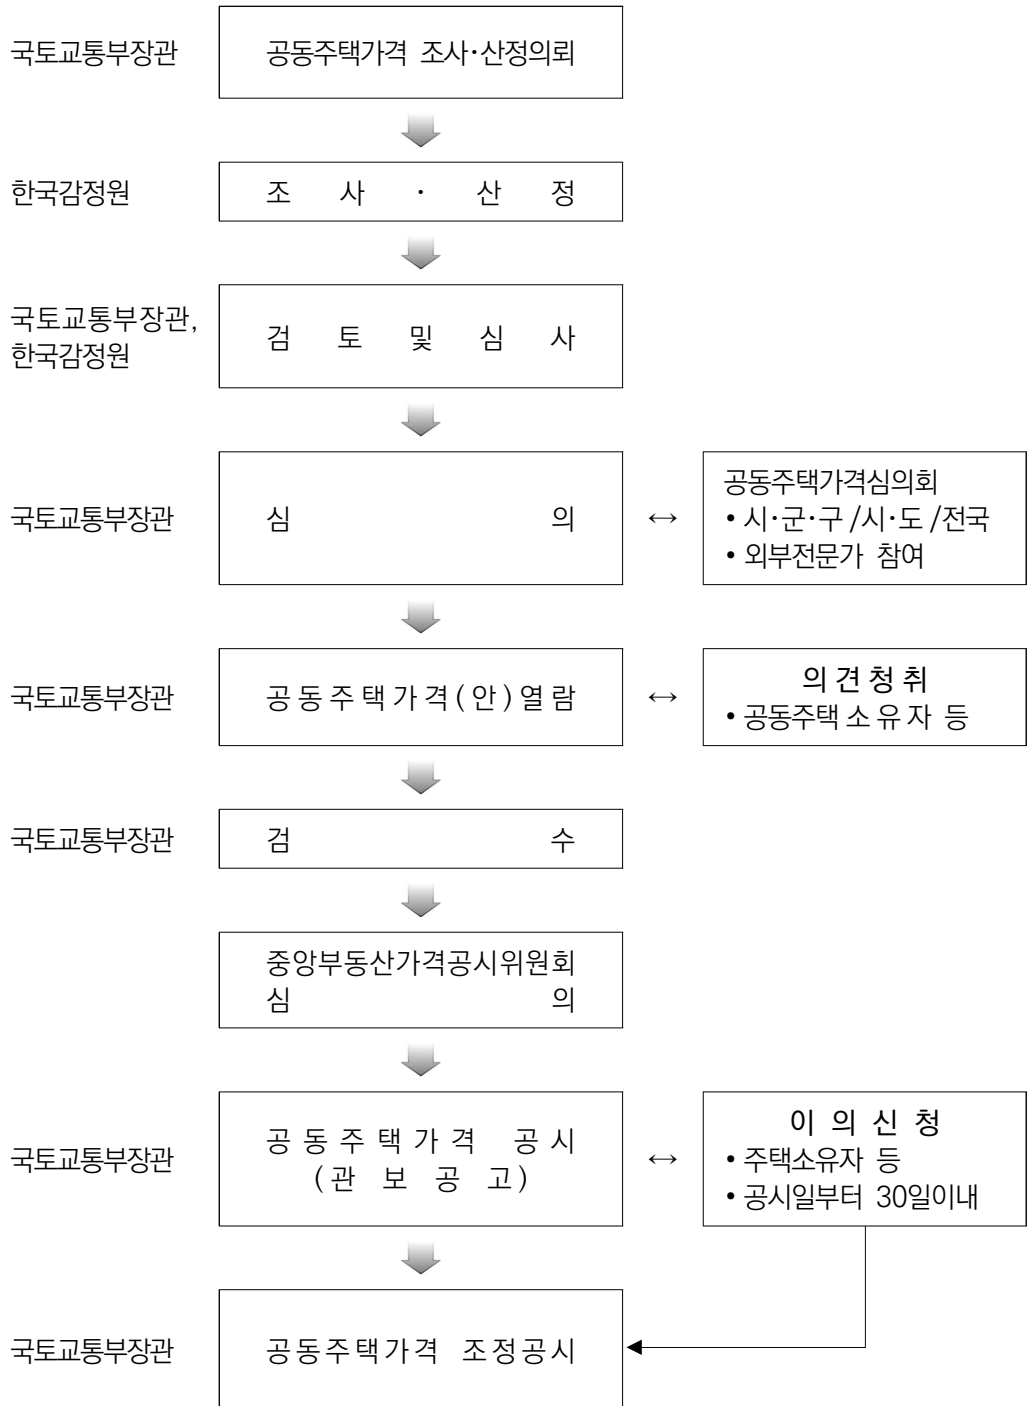 국토교통부장관
공동주택가격 조사·산정의뢰
한국감정원
조 사 · 산 정
국토교통부장관,
한국감정원
검 토 및 심 사
국토교통부장관
심 의
↔
공동주택가격심의회
• 시·군·구 /시·도 /전국
• 외부전문가 참여
국토교통부장관
공동주택가격(안)열람
↔
의견청취
• 공동주택 소유자 등
국토교통부장관
검 수
중앙부동산가격공시위원회
심 의
국토교통부장관
공동주택가격 공시
(관 보 공 고)
↔
이 의 신 청
• 주택소유자 등
• 공시일부터 30일이내
국토교통부장관
공동주택가격 조정공시